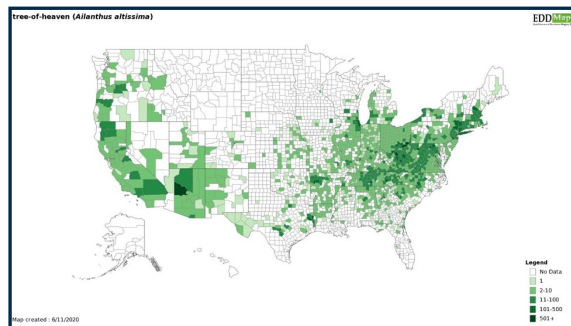 tree-of-heaven (Ailanthus altissima)
EDDMapS
Legend
No Data
1
2-10
11-100
101-500
501+
Map created : 6/11/2020